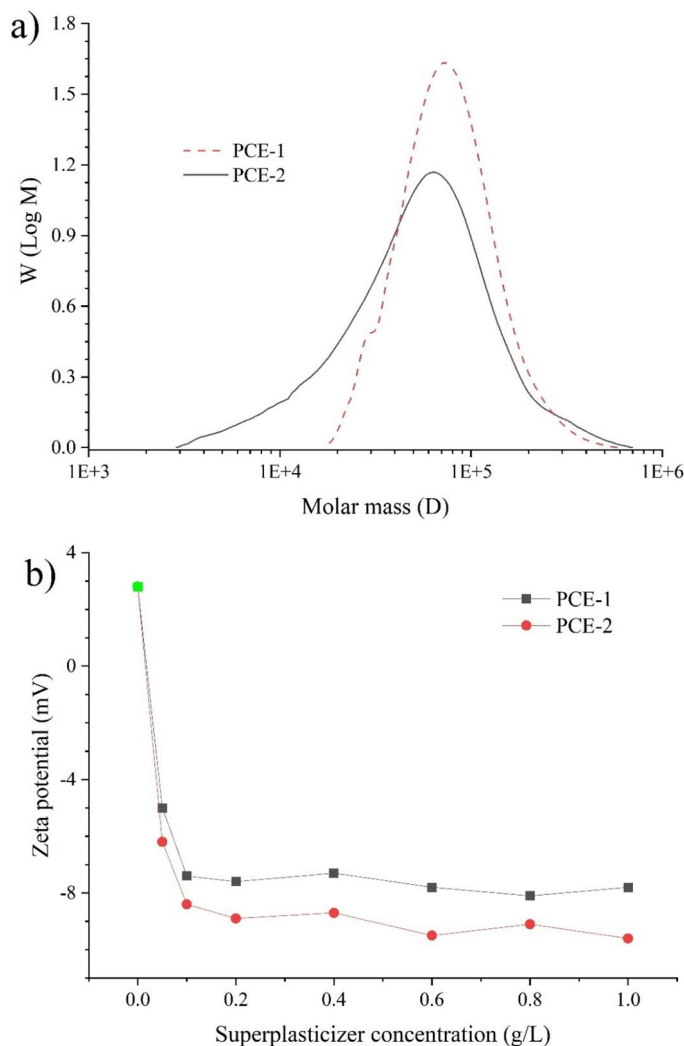 a)
1.8
1.5
1.2
0.9
0.6
0.3
0.0
W (Log M)
PCE-1
PCE-2
1E+3
1E+4
1E+5
1E+6
Molar mass (D)
b)
4
0
-4
-8
Zeta potential (mV)
PCE-1
PCE-2
0.0
0.2
0.4
0.6
0.8
1.0
Superplasticizer concentration (g/L)